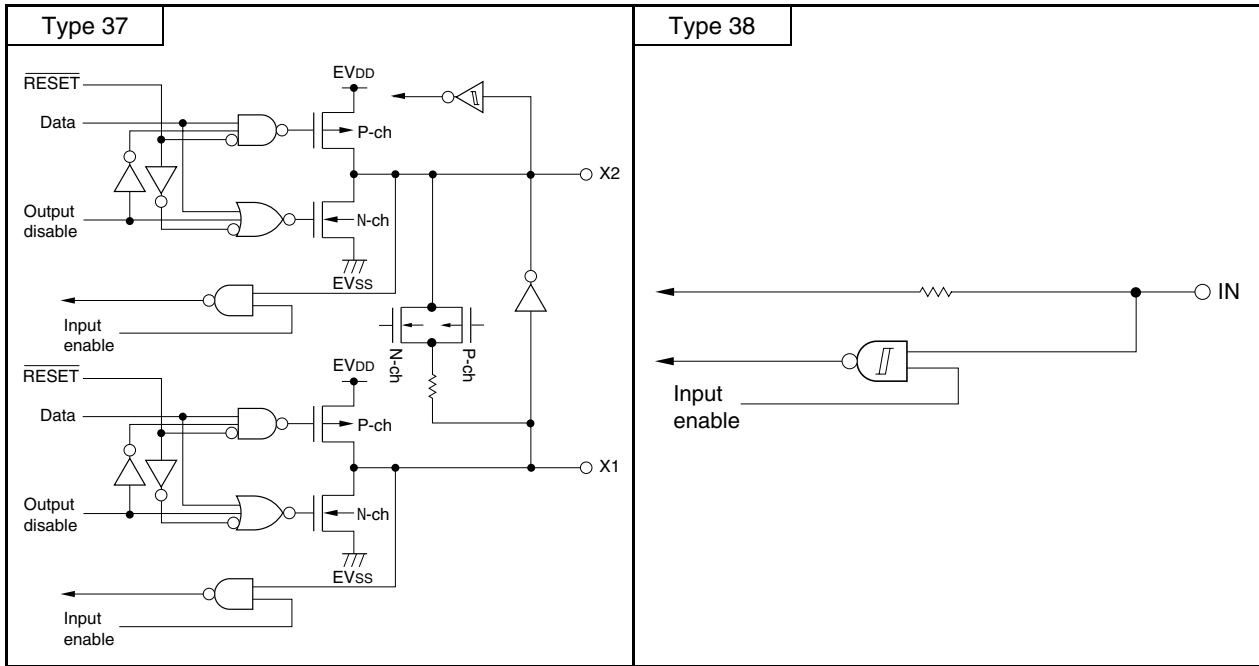 Type 37
RESET
EVDD
Data
P-ch
X2
Output
disable
N-ch
EVSS
Input
enable
N-ch
P-ch
RESET
EVDD
Data
P-ch
X1
Output
disable
N-ch
EVSS
Input
enable
Type 38
IN
Input
enable